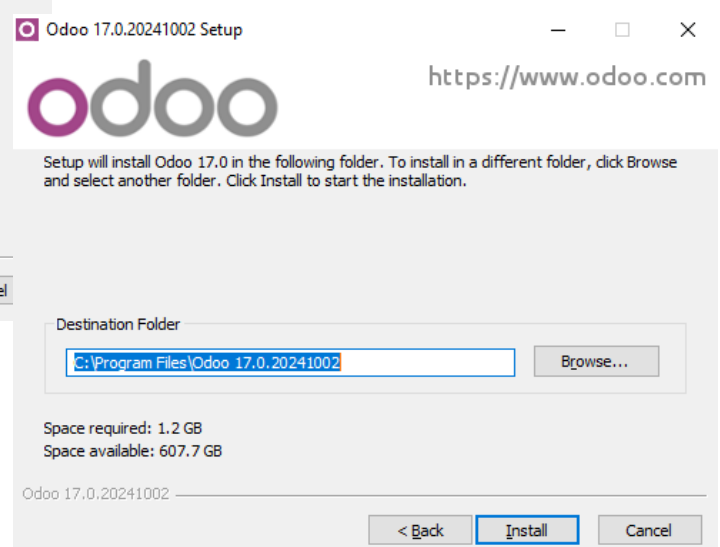 Odoo 17.0.20241002 Setup
odoo
https://www.odoo.com
Setup will install Odoo 17.0 in the following folder. To install in a different folder, click Browse
and select another folder. Click Install to start the installation.
el
Destination Folder
C:\Program Files\Odoo 17.0.20241002
Browse...
Space required: 1.2 GB
Space available: 607.7 GB
Odoo 17.0.20241002
< Back
Install
Cancel